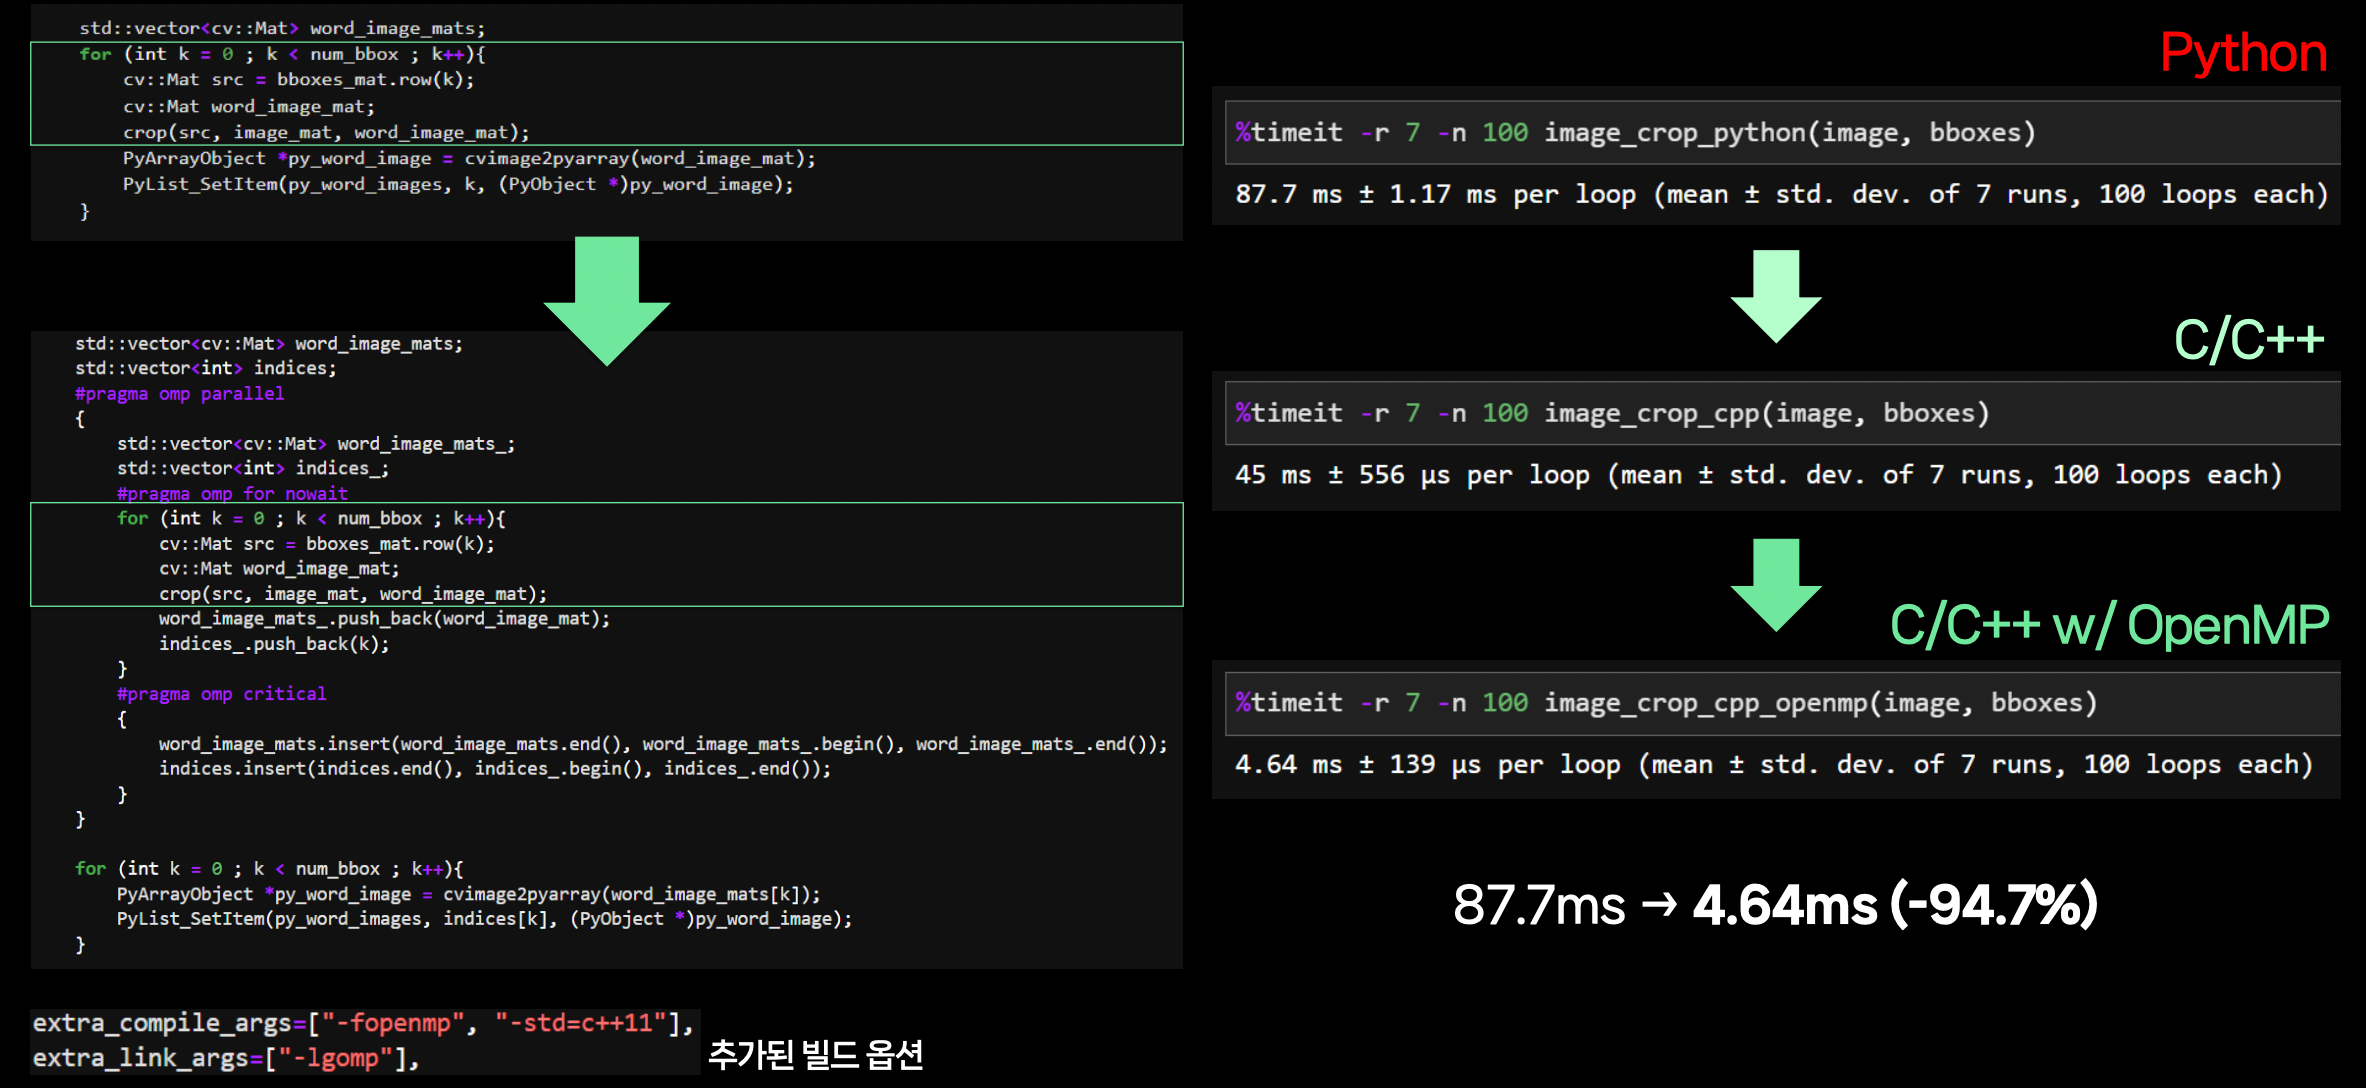 std::vector<cv::Mat> word_image_mats;
for (int k = 0 ; k < num_bbox ; k++){
cv::Mat src = bboxes_mat.row(k);
cv::Mat word_image_mat;
crop(src, image_mat, word_image_mat);
PyArrayObject *py_word_image = cvimage2pyarray(word_image_mat);
PyList_SetItem(py_word_images, k, (PyObject *)py_word_image);
}
std::vector<cv::Mat> word_image_mats;
std::vector<int> indices;
#pragma omp parallel
{
std::vector<cv::Mat> word_image_mats_;
std::vector<int> indices_;
#pragma omp for nowait
for (int k = 0 ; k < num_bbox ; k++){
cv::Mat src = bboxes_mat.row(k);
cv::Mat word_image_mat;
crop(src, image_mat, word_image_mat);
word_image_mats_.push_back(word_image_mat);
indices_.push_back(k);
}
#pragma omp critical
{
word_image_mats.insert(word_image_mats.end(), word_image_mats_.begin(), word_image_mats_.end());
indices.insert(indices.end(), indices_.begin(), indices_.end());
}
}
for (int k = 0 ; k < num_bbox ; k++){
PyArrayObject *py_word_image = cvimage2pyarray(word_image_mats[k]);
PyList_SetItem(py_word_images, indices[k], (PyObject *)py_word_image);
}
extra_compile_args=["-fopenmp", "-std=c++11"],
extra_link_args=["-lgomp"],
추가된 빌드 옵션
Python
%timeit -r 7 -n 100 image_crop_python(image, bboxes)
87.7 ms ± 1.17 ms per loop (mean ± std. dev. of 7 runs, 100 loops each)
C/C++
%timeit -r 7 -n 100 image_crop_cpp(image, bboxes)
45 ms ± 556 µs per loop (mean ± std. dev. of 7 runs, 100 loops each)
C/C++ w/ OpenMP
%timeit -r 7 -n 100 image_crop_cpp_openmp(image, bboxes)
4.64 ms ± 139 µs per loop (mean ± std. dev. of 7 runs, 100 loops each)
87.7ms → 4.64ms (-94.7%)